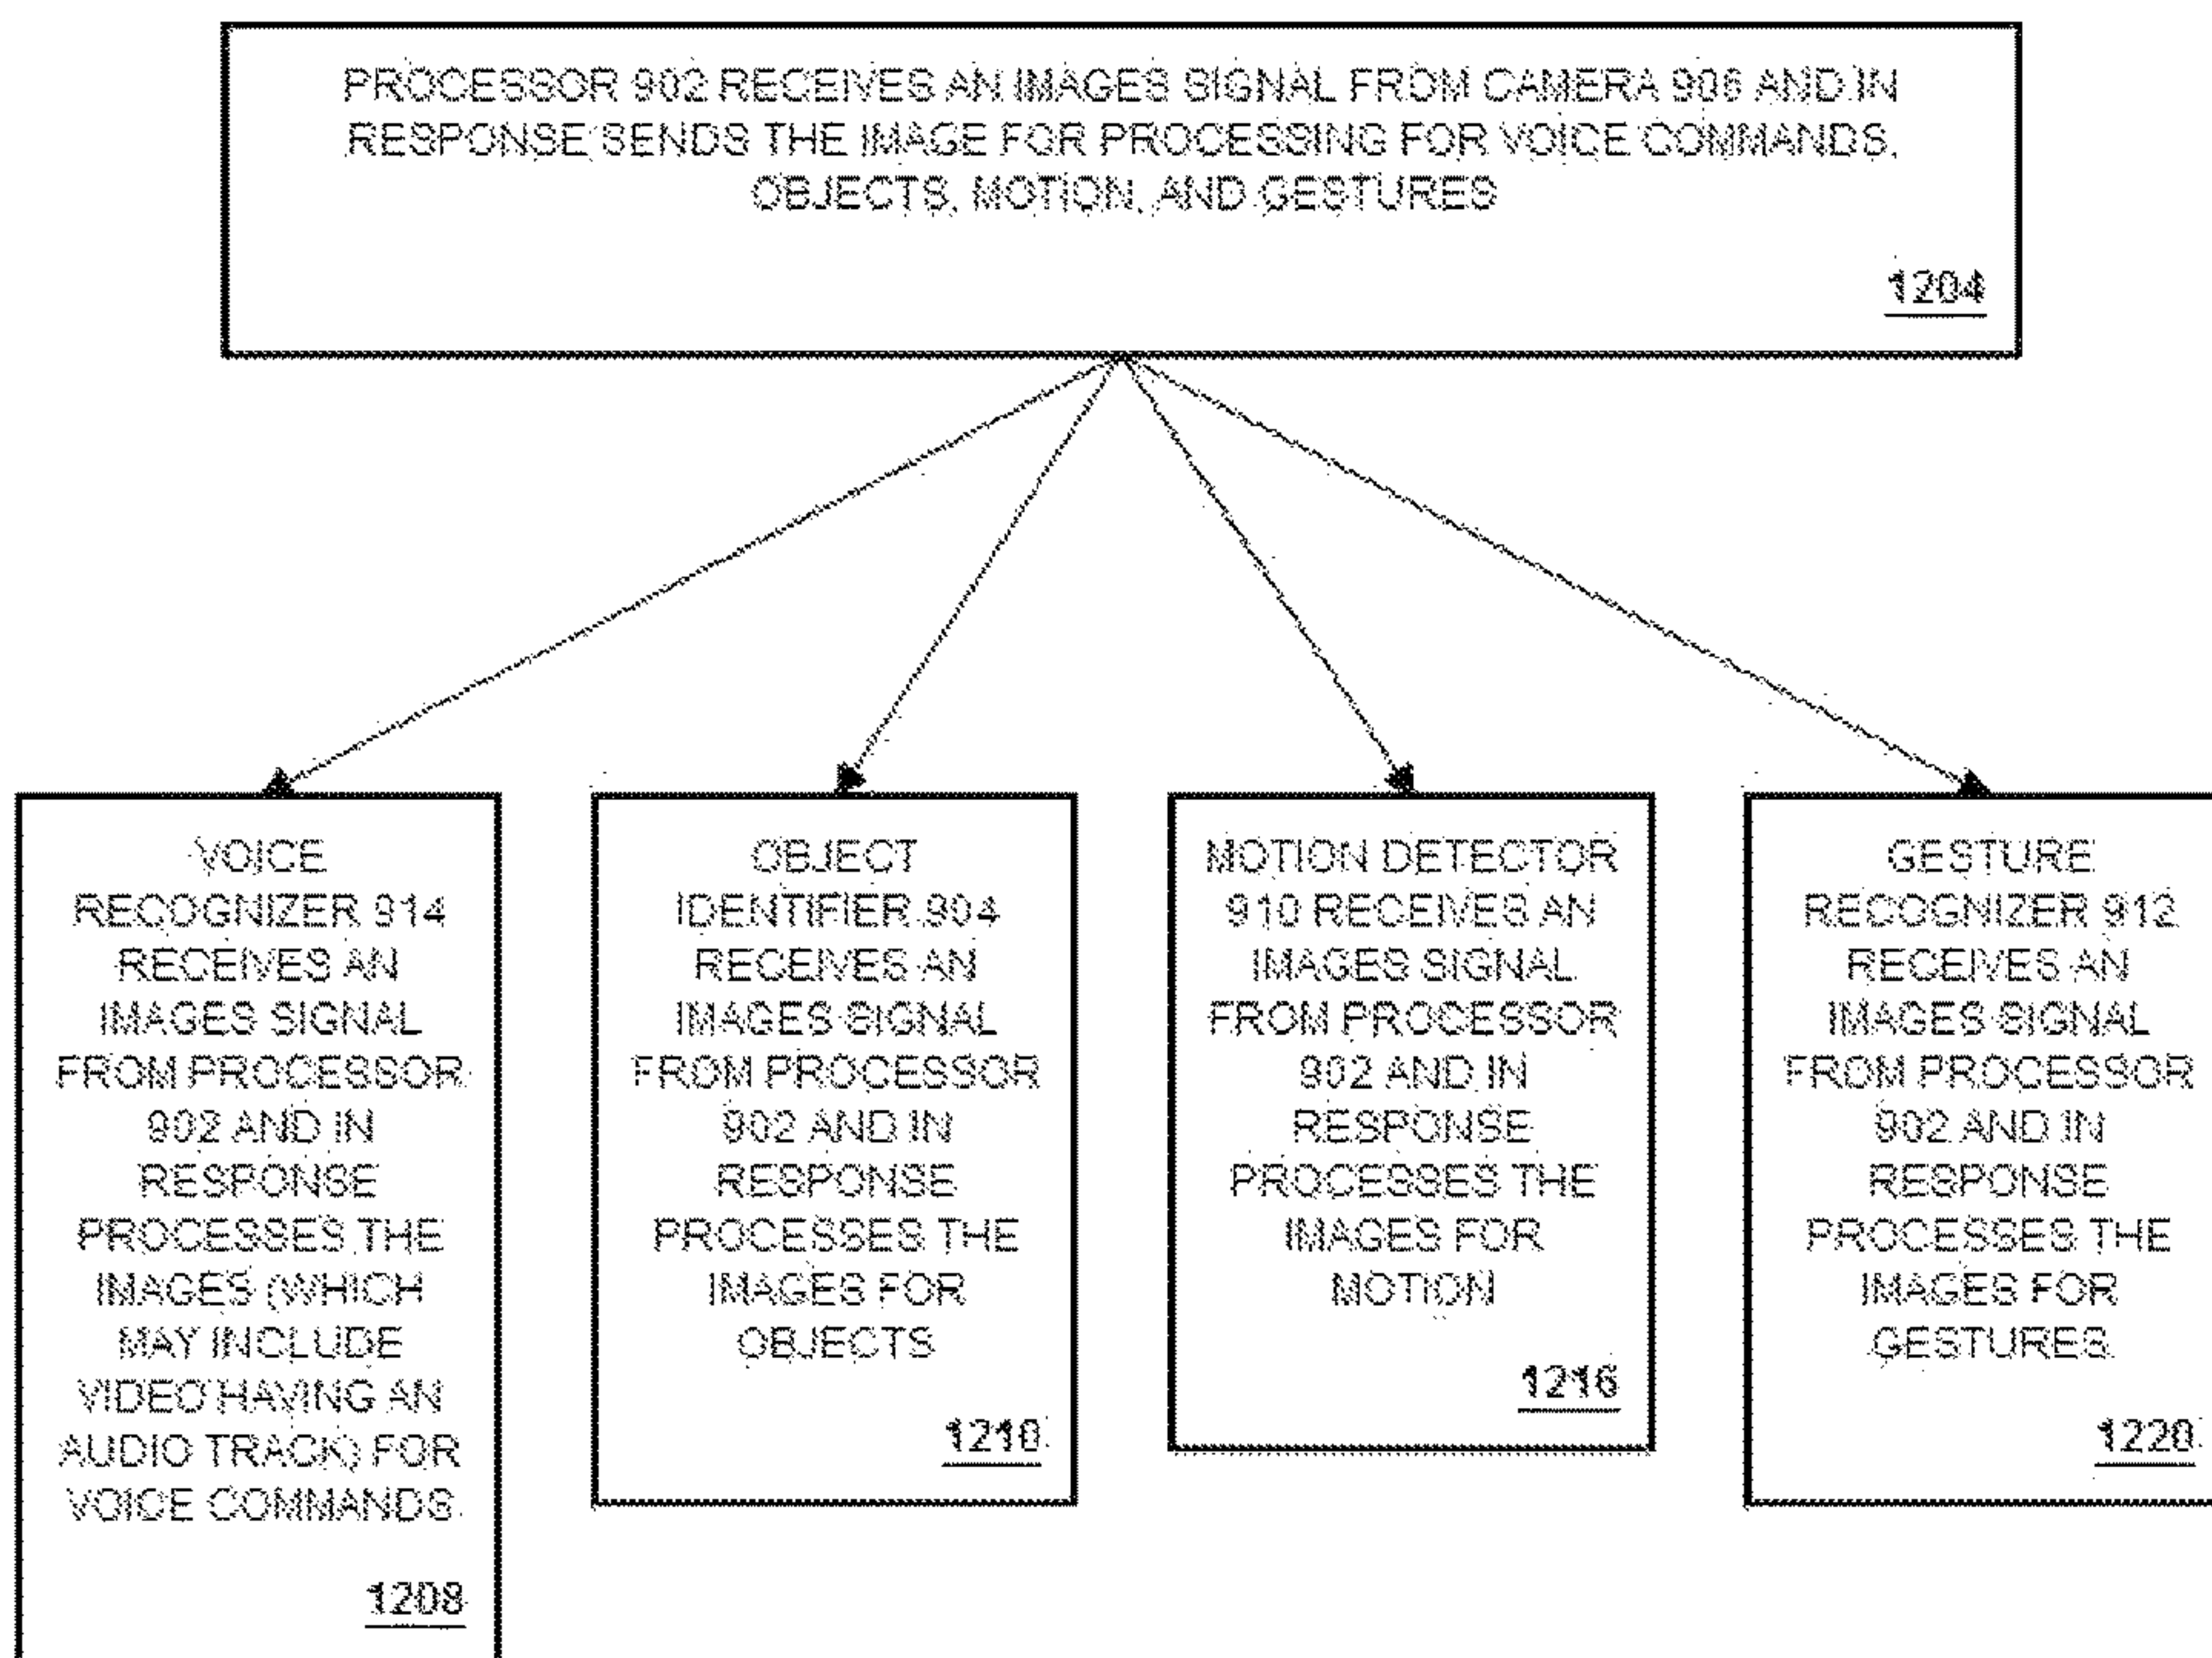 PROCESSOR 902 RECEIVES AN IMAGES SIGNAL FROM CAMERA 906 AND IN
RESPONSE SENDS THE IMAGE FOR PROCESSING FOR VOICE COMMANDS,
OBJECTS, MOTION, AND GESTURES
1204
VOICE
RECOGNIZER 914
RECEIVES AN
IMAGES SIGNAL
FROM PROCESSOR
902 AND IN
RESPONSE
PROCESSES THE
IMAGES (WHICH
MAY INCLUDE
VIDEO HAVING AN
AUDIO TRACK) FOR
VOICE COMMANDS
1208
OBJECT
IDENTIFIER 904
RECEIVES AN
IMAGES SIGNAL
FROM PROCESSOR
902 AND IN
RESPONSE
PROCESSES THE
IMAGES FOR
OBJECTS
1210
MOTION DETECTOR
910 RECEIVES AN
IMAGES SIGNAL
FROM PROCESSOR
902 AND IN
RESPONSE
PROCESSES THE
IMAGES FOR
MOTION
1216
GESTURE
RECOGNIZER 912
RECEIVES AN
IMAGES SIGNAL
FROM PROCESSOR
902 AND IN
RESPONSE
PROCESSES THE
IMAGES FOR
GESTURES
1220